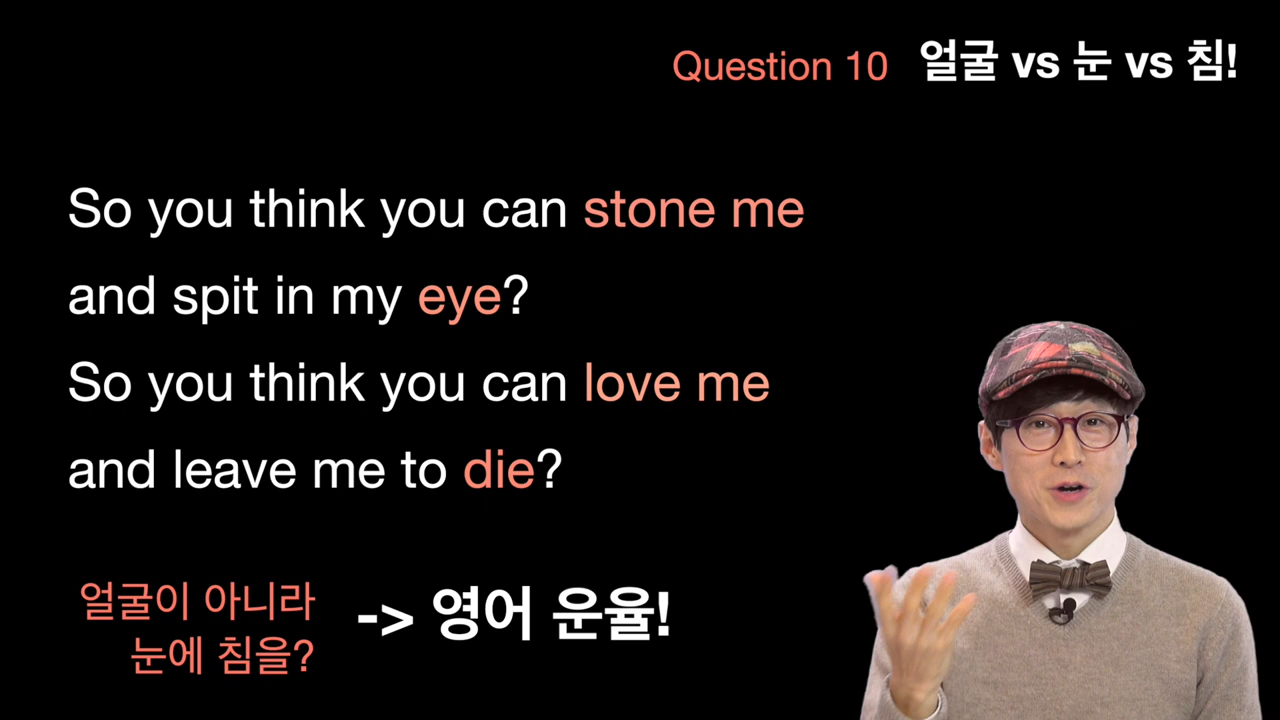 Question 10 얼굴 vs 눈 vs 침!
So you think you can stone me
and spit in my eye?
So you think you can love me
and leave me to die?
얼굴이 아니라
눈에 침을?
-> 영어 운율!